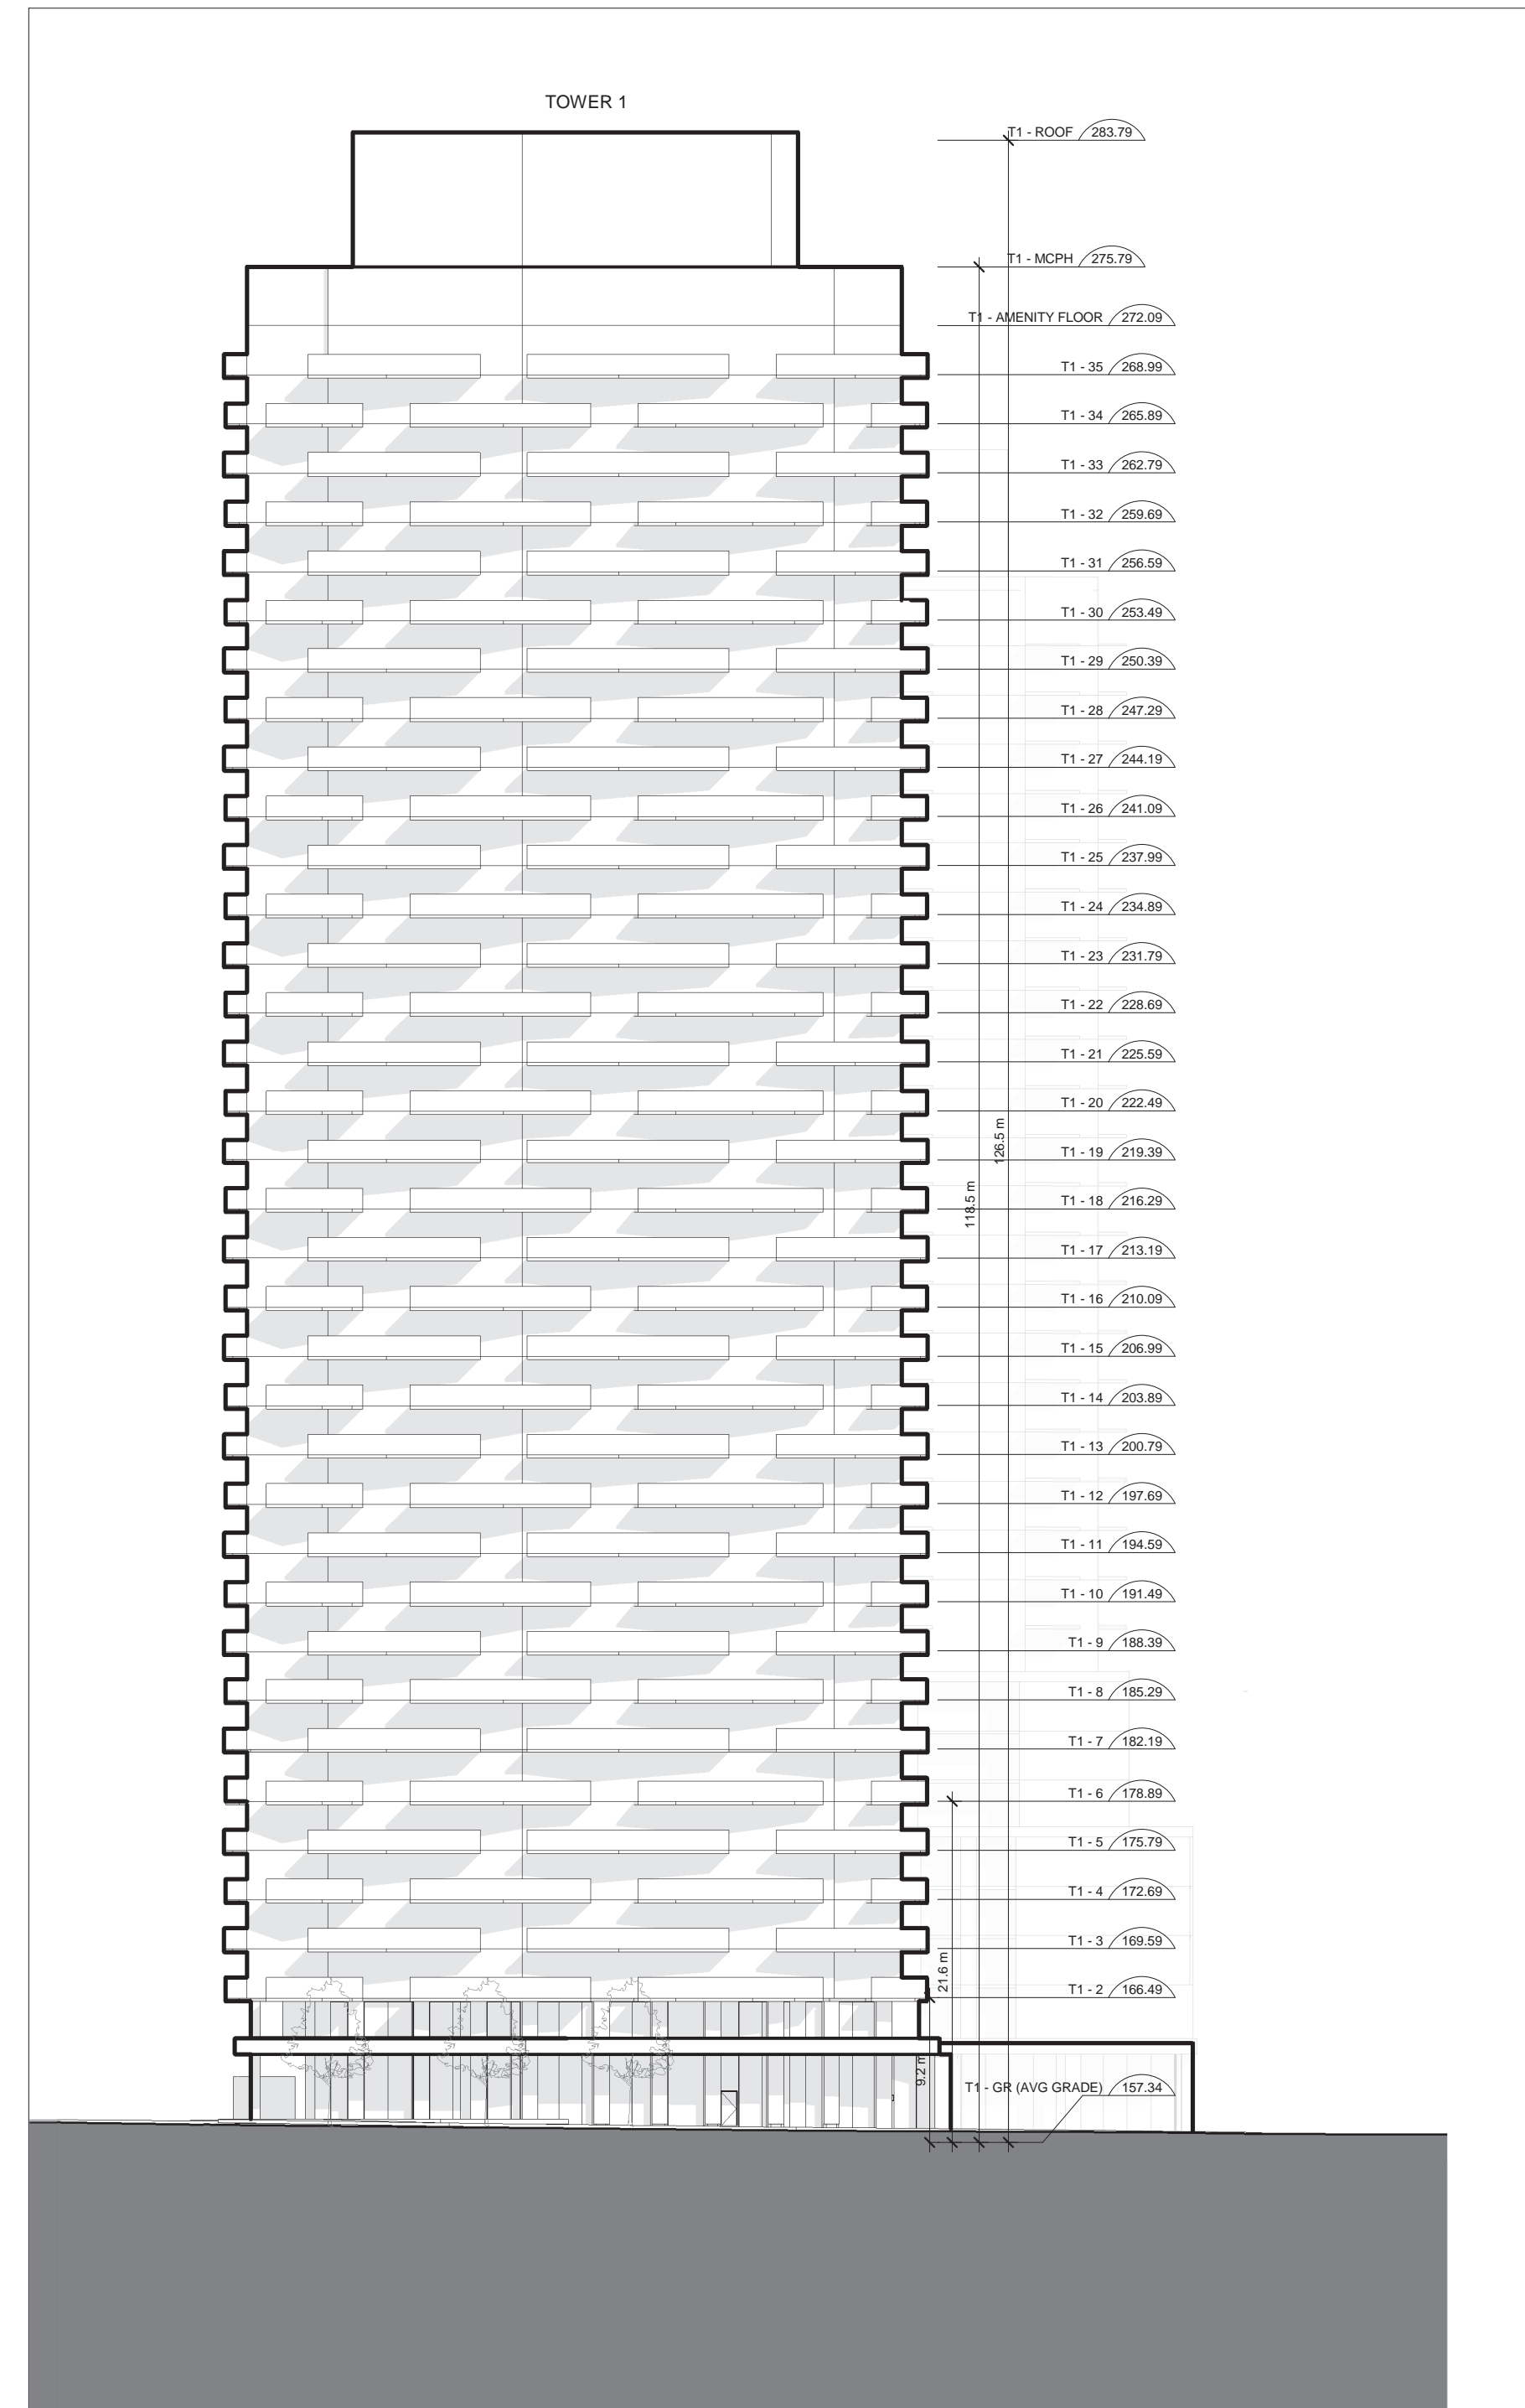 TOWER 1
T1 - ROOF 283.79
T1 - MCPH 275.79
T1 - AMENITY FLOOR 272.09
T1 - 35 268.99
T1 - 34 265.89
T1 - 33 262.79
T1 - 32 259.69
T1 - 31 256.59
T1 - 30 253.49
T1 - 29 250.39
T1 - 28 247.29
T1 - 27 244.19
T1 - 26 241.09
T1 - 25 237.99
T1 - 24 234.89
T1 - 23 231.79
T1 - 22 228.69
T1 - 21 225.59
T1 - 20 222.49
126.5 m
T1 - 19 219.39
118.5 m
T1 - 18 216.29
T1 - 17 213.19
T1 - 16 210.09
T1 - 15 206.99
T1 - 14 203.89
T1 - 13 200.79
T1 - 12 197.69
T1 - 11 194.59
T1 - 10 191.49
T1 - 9 188.39
T1 - 8 185.29
T1 - 7 182.19
T1 - 6 178.89
T1 - 5 175.79
T1 - 4 172.69
T1 - 3 169.59
21.6 m
T1 - 2 166.49
9.2 m
T1 - GR (AVG GRADE) 157.34